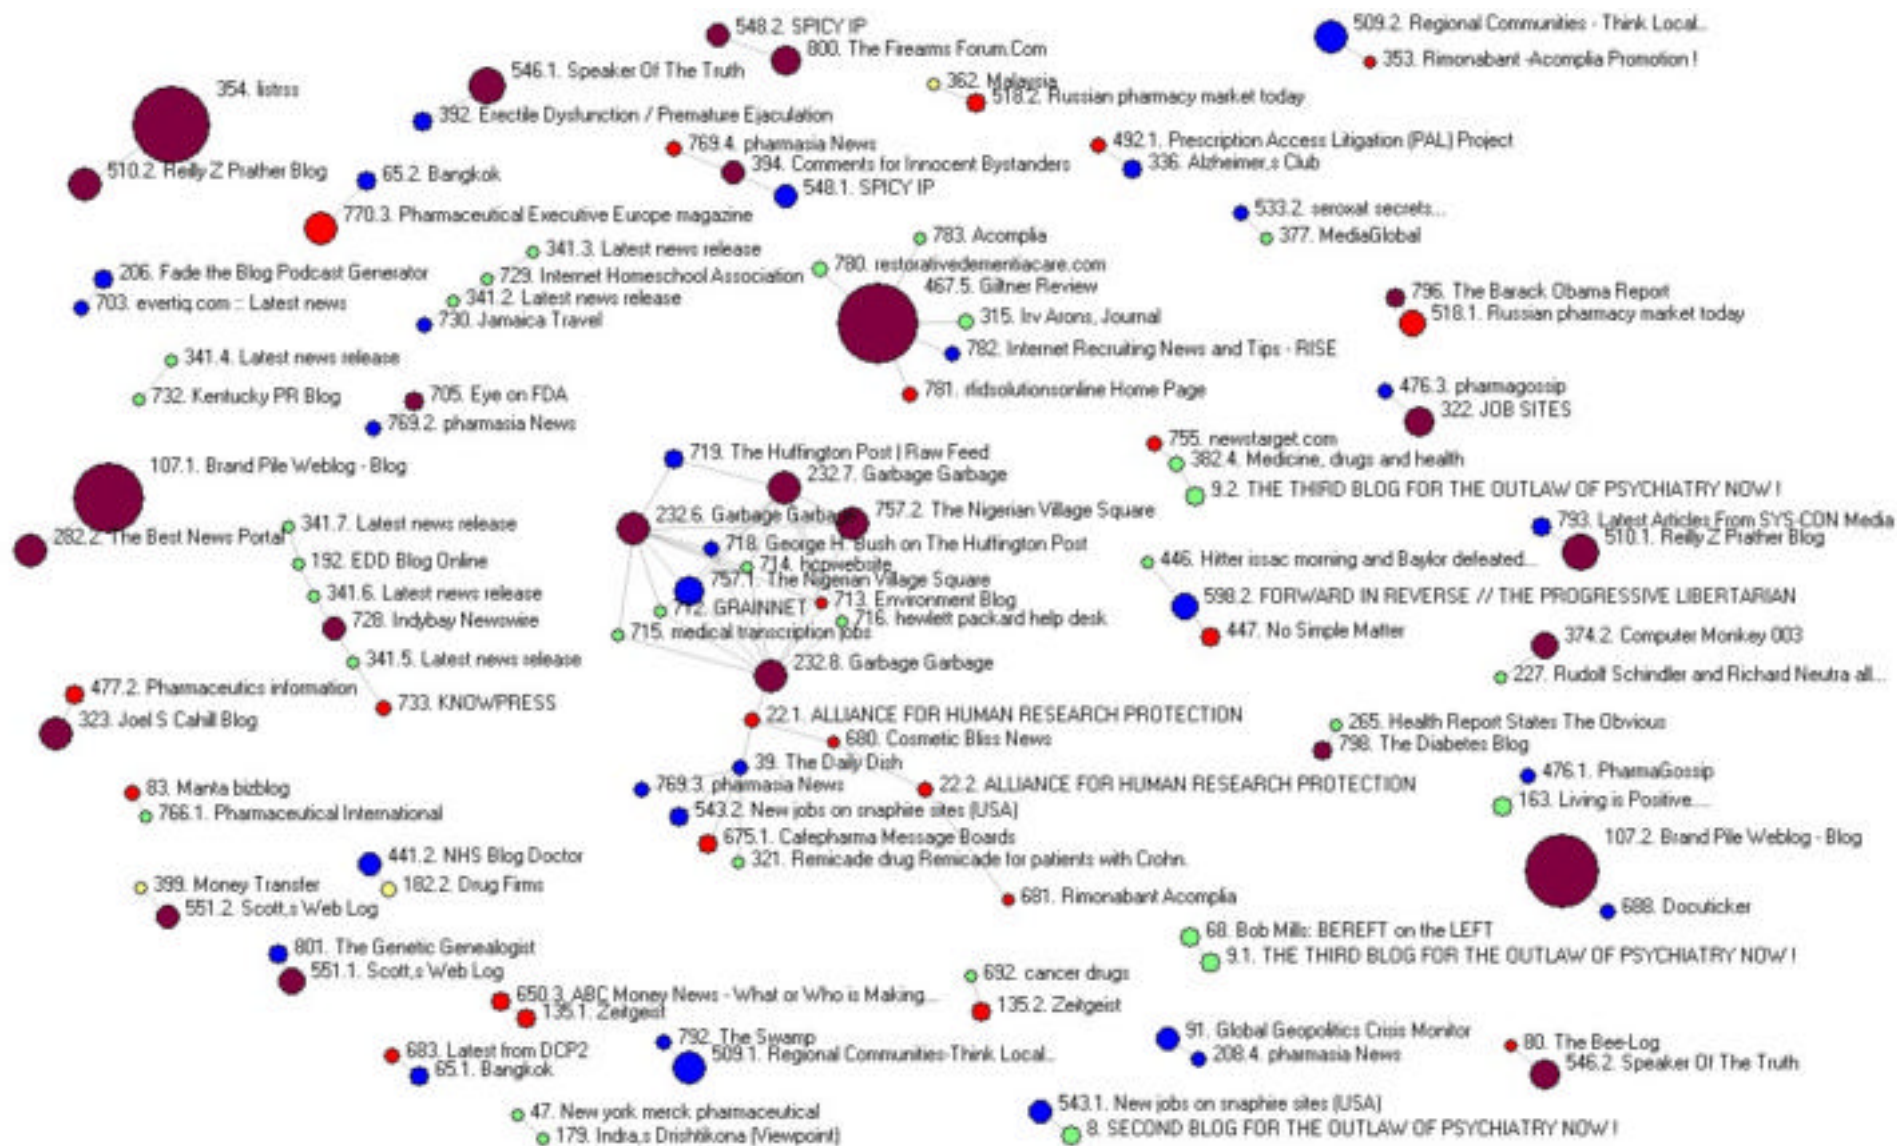 548.2. SPICY IP
509.2. Regional Communities - Think Local...
800. The Firearms Forum.Com
353. Rimonabant -Acomplia Promotion !
546.1. Speaker Of The Truth
362. Malaysia
354. listrss
518.2. Russian pharmacy market today
392. Erectile Dysfunction / Premature Ejaculation
492.1. Prescription Access Litigation (PAL) Project
769.4. pharmasia News
336. Alzheimer,s Club
394. Comments for Innocent Bystanders
510.2. Reilly Z Prather Blog
65.2. Bangkok
548.1. SPICY IP
533.2. seroxat secrets...
770.3. Pharmaceutical Executive Europe magazine
783. Acomplia
377. MediaGlobal
341.3. Latest news release
780. restorativedementiacare.com
206. Fade the Blog Podcast Generator
729. Internet Homeschool Association
467.5. Giltner Review
796. The Barack Obama Report
703. evertiq.com :: Latest news
341.2. Latest news release
518.1. Russian pharmacy market today
730. Jamaica Travel
315. Irv Arons, Journal
782. Internet Recruiting News and Tips - RISE
341.4. Latest news release
476.3. pharmagossip
781. rfidsolutionsonline Home Page
732. Kentucky PR Blog
705. Eye on FDA
322. JOB SITES
769.2. pharmasia News
755. newstarget.com
719. The Huffington Post | Raw Feed
382.4. Medicine, drugs and health
107.1. Brand Pile Weblog - Blog
232.7. Garbage Garbage
9.2. THE THIRD BLOG FOR THE OUTLAW OF PSYCHIATRY NOW !
757.2. The Nigerian Village Square
232.6. Garbage Garbage
793. Latest Articles From SYS-CON Media
341.7. Latest news release
282.2. The Best News Portal
510.1. Reilly Z Prather Blog
718. George H. Bush on The Huffington Post
192. EDD Blog Online
714. hopwebsite
446. Hitter issac morning and Baylor defeated...
757.1. The Nigerian Village Square
341.6. Latest news release
598.2. FORWARD IN REVERSE // THE PROGRESSIVE LIBERTARIAN
712. GRAINNET
713. Environment Blog
728. Indybay Newswire
716. hewlett packard help desk
715. medical transcription jobs
447. No Simple Matter
374.2. Computer Monkey 003
341.5. Latest news release
232.8. Garbage Garbage
227. Rudolf Schindler and Richard Neutra all...
477.2. Pharmaceutics information
733. KNOWPRESS
323. Joel S Cahill Blog
22.1. ALLIANCE FOR HUMAN RESEARCH PROTECTION
265. Health Report States The Obvious
680. Cosmetic Bliss News
798. The Diabetes Blog
39. The Daily Dish
476.1. PharmaGossip
83. Manta bizblog
769.3. pharmasia News
22.2. ALLIANCE FOR HUMAN RESEARCH PROTECTION
163. Living is Positive....
766.1. Pharmaceutical International
543.2. New jobs on snaphire sites (USA)
675.1. Cafepharma Message Boards
107.2. Brand Pile Weblog - Blog
441.2. NHS Blog Doctor
321. Remicade drug Remicade for patients with Crohn.
399. Money Transfer
182.2. Drug Firms
681. Rimonabant Acomplia
551.2. Scott,s Web Log
688. Docuticker
68. Bob Mills: BEREFT on the LEFT
801. The Genetic Genealogist
9.1. THE THIRD BLOG FOR THE OUTLAW OF PSYCHIATRY NOW !
551.1. Scott,s Web Log
692. cancer drugs
650.3. ABC Money News - What or Who is Making...
135.2. Zeitgeist
135.1. Zeitgeist
91. Global Geopolitics Crisis Monitor
792. The Swamp
80. The Bee-Log
683. Latest from DCP2
509.1. Regional Communities-Think Local...
208.4. pharmasia News
546.2. Speaker Of The Truth
65.1. Bangkok
543.1. New jobs on snaphire sites (USA)
47. New york merck pharmaceutical
8. SECOND BLOG FOR THE OUTLAW OF PSYCHIATRY NOW !
179. Indra,s Drishtikona (Viewpoint)